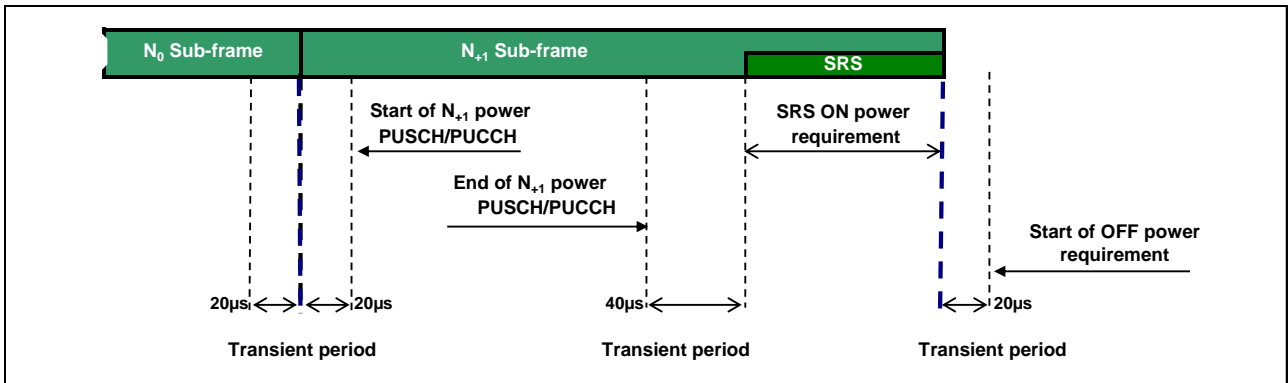 N₀ Sub-frame
N₊₁ Sub-frame
SRS
Start of N₊₁ power
PUSCH/PUCCH
SRS ON power
requirement
End of N₊₁ power
PUSCH/PUCCH
Start of OFF power
requirement
20µs
20µs
40µs
20µs
Transient period
Transient period
Transient period